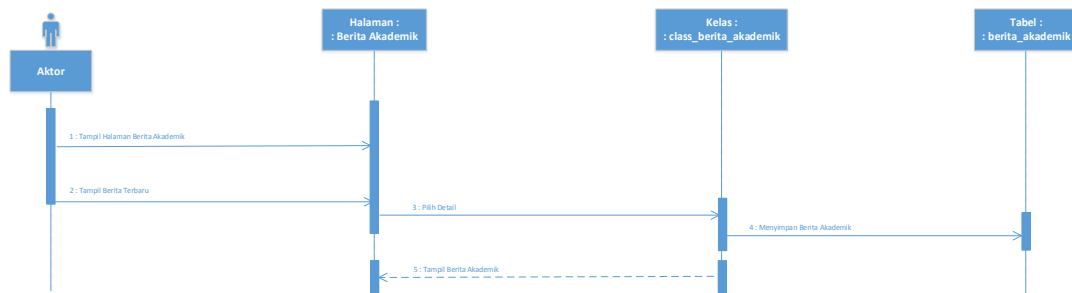 Halaman :
: Berita Akademik
Kelas :
: class_berita_akademik
Tabel :
: berita_akademik
Aktor
1 : Tampil Halaman Berita Akademik
2 : Tampil Berita Terbaru
3 : Pilih Detail
4 : Menyimpan Berita Akademik
5 : Tampil Berita Akademik